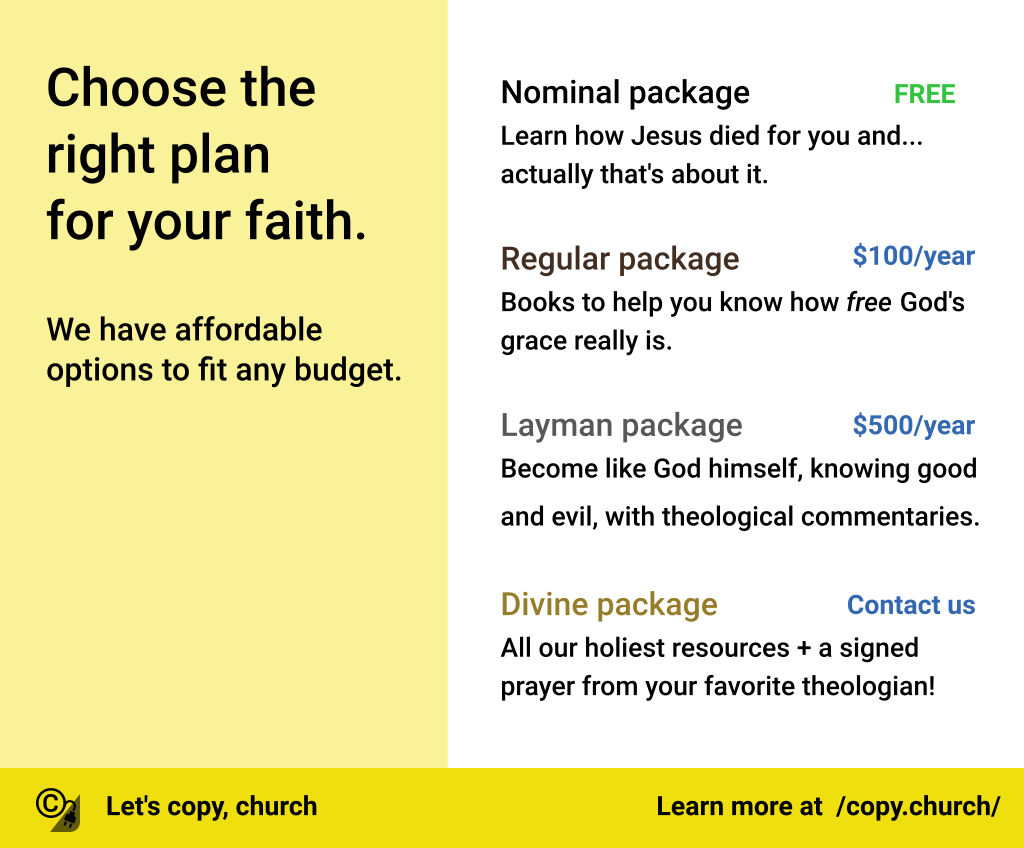 Choose the
right plan
for your faith.
We have affordable
options to fit any budget.
Nominal package FREE
Learn how Jesus died for you and...
actually that's about it.
Regular package $100/year
Books to help you know how free God's
grace really is.
Layman package $500/year
Become like God himself, knowing good
and evil, with theological commentaries.
Divine package Contact us
All our holiest resources + a signed
prayer from your favorite theologian!
© Let's copy, church Learn more at /copy.church/